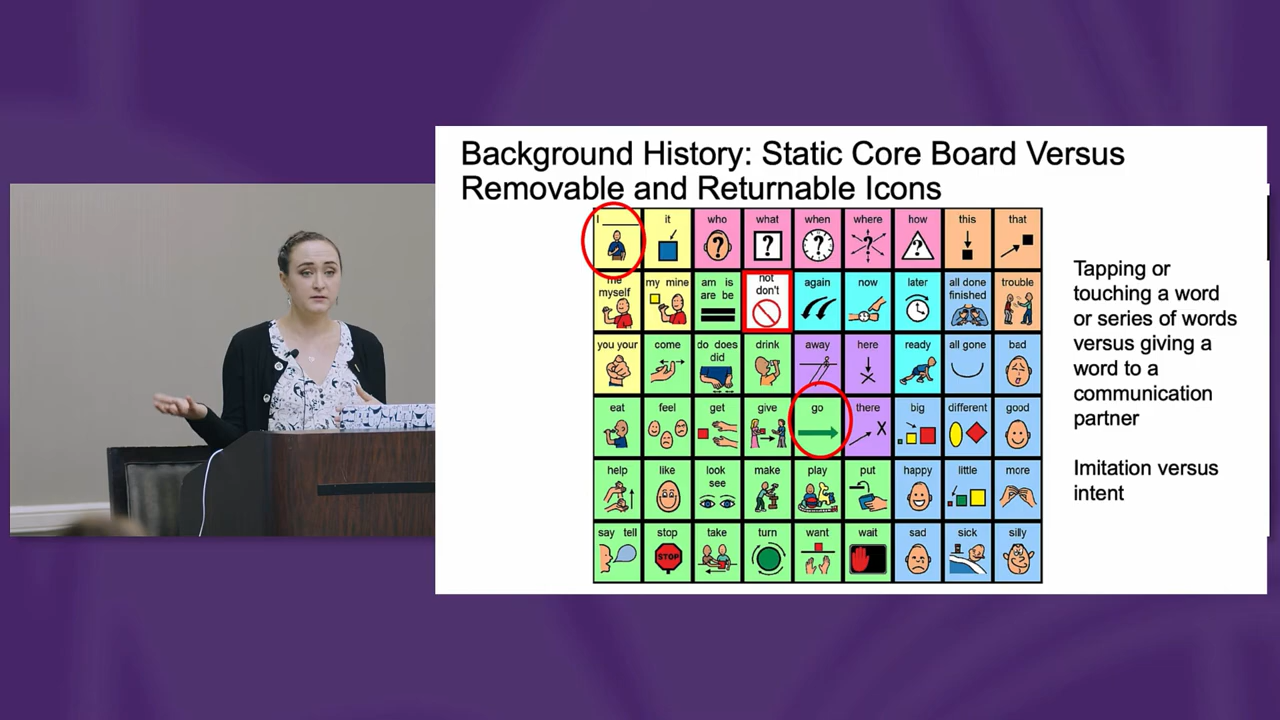 Background History: Static Core Board Versus
Removable and Returnable Icons
I
it
who
what
when
where
how
this
that
me
myself
my mine
am is
are be
not
don't
again
now
later
all done
finished
trouble
you your
come
do does
did
drink
away
here
ready
all gone
bad
eat
feel
get
give
go
there
big
different
good
help
like
look
see
make
play
put
happy
little
more
say tell
stop
STOP
take
turn
want
wait
sad
sick
silly
Tapping or
touching a word
or series of words
versus giving a
word to a
communication
partner
Imitation versus
intent